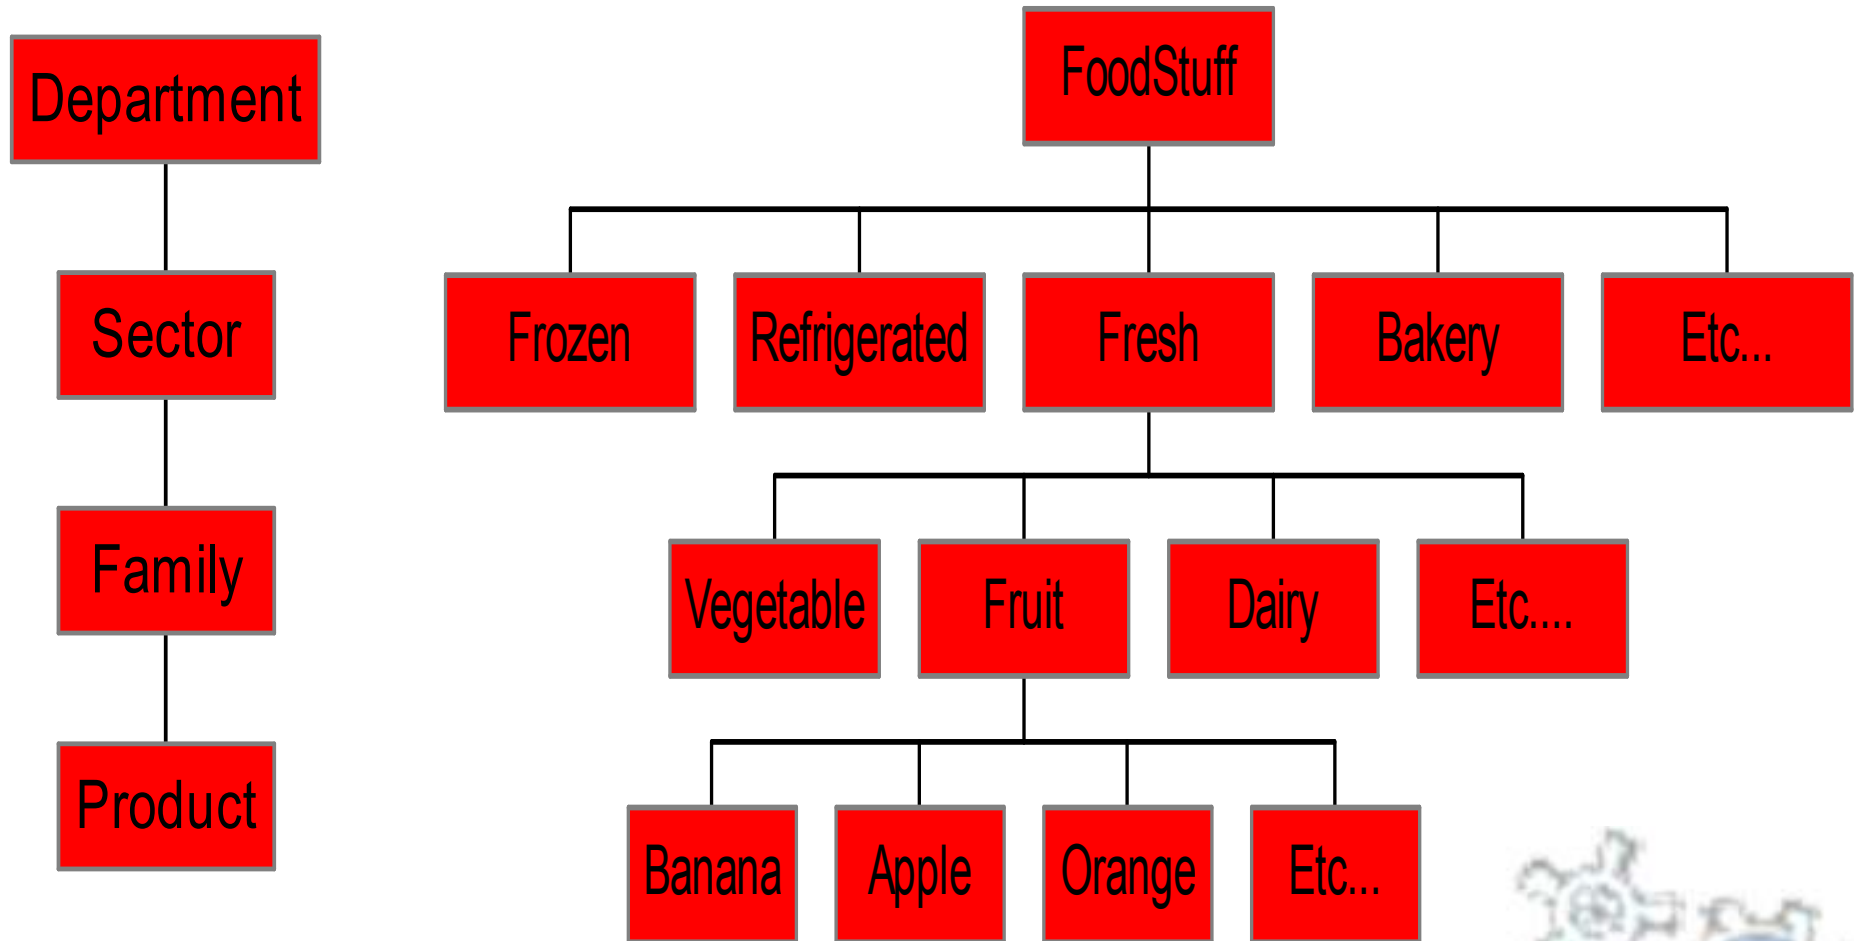 Department
Sector
Family
Product
FoodStuff
Frozen
Refrigerated
Fresh
Bakery
Etc...
Vegetable
Fruit
Dairy
Etc....
Banana
Apple
Orange
Etc...